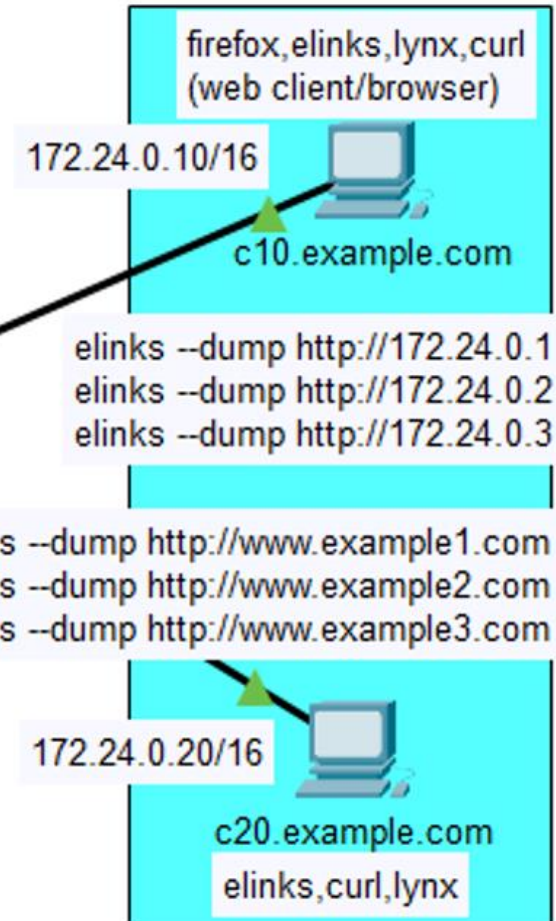 firefox,elinks,lynx,curl
(web client/browser)
172.24.0.10/16
c10.example.com
elinks --dump http://172.24.0.1
elinks --dump http://172.24.0.2
elinks --dump http://172.24.0.3
s --dump http://www.example1.com
s --dump http://www.example2.com
s --dump http://www.example3.com
172.24.0.20/16
c20.example.com
elinks,curl,lynx